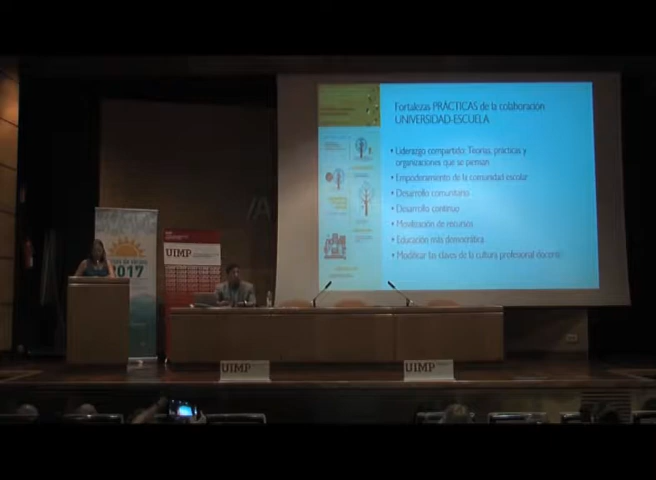 Fortalezas PRÁCTICAS de la colaboración
UNIVERSIDAD-ESCUELA
• Liderazgo compartido: Teorías, prácticas y
organizaciones que se piensan
• Empoderamiento de la comunidad escolar
• Desarrollo comunitario
• Desarrollo continuo
• Movilización de recursos
• Educación más democrática
• Modificar las claves de la cultura profesional docente
2017
UIMP
UIMP
UIMP